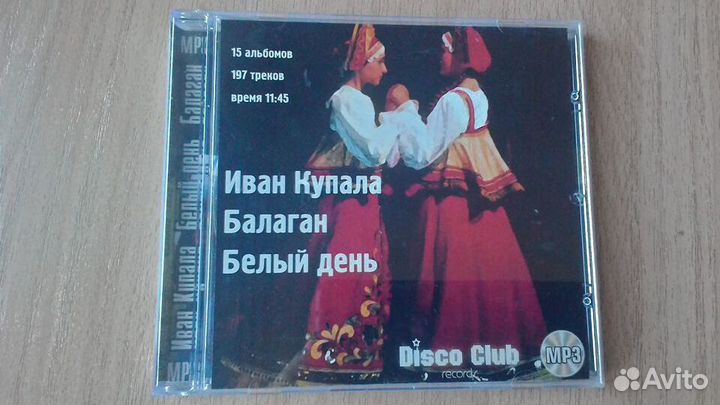 15 альбомов
197 треков
время 11:45
Иван Купала
Балаган
Белый день
Disco Club
records
MP3
MP3 Иван Купала Белый день Балаган MP3
Avito